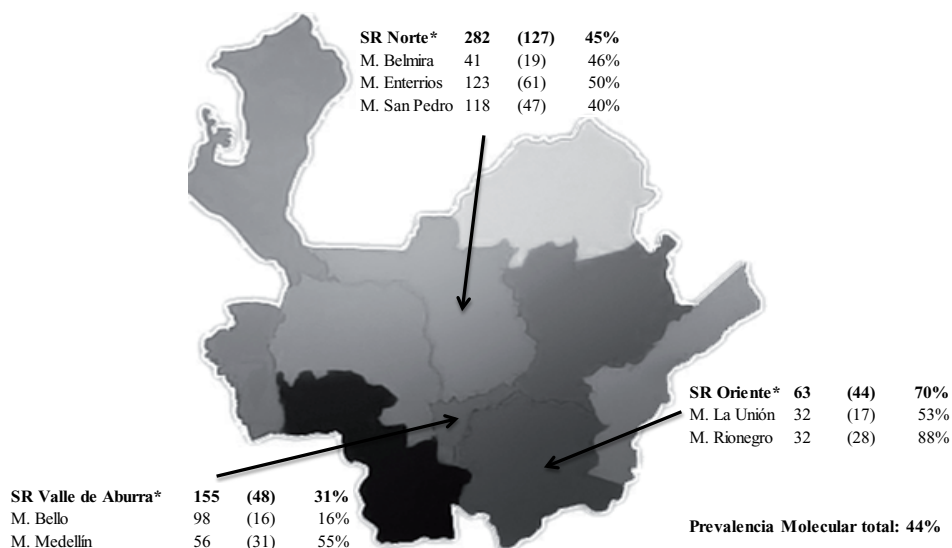 SR Norte* 282 (127) 45%
M. Belmira 41 (19) 46%
M. Enterrios 123 (61) 50%
M. San Pedro 118 (47) 40%
SR Oriente* 63 (44) 70%
M. La Unión 32 (17) 53%
M. Rionegro 32 (28) 88%
SR Valle de Aburra* 155 (48) 31%
M. Bello 98 (16) 16%
M. Medellín 56 (31) 55%
Prevalencia Molecular total: 44%